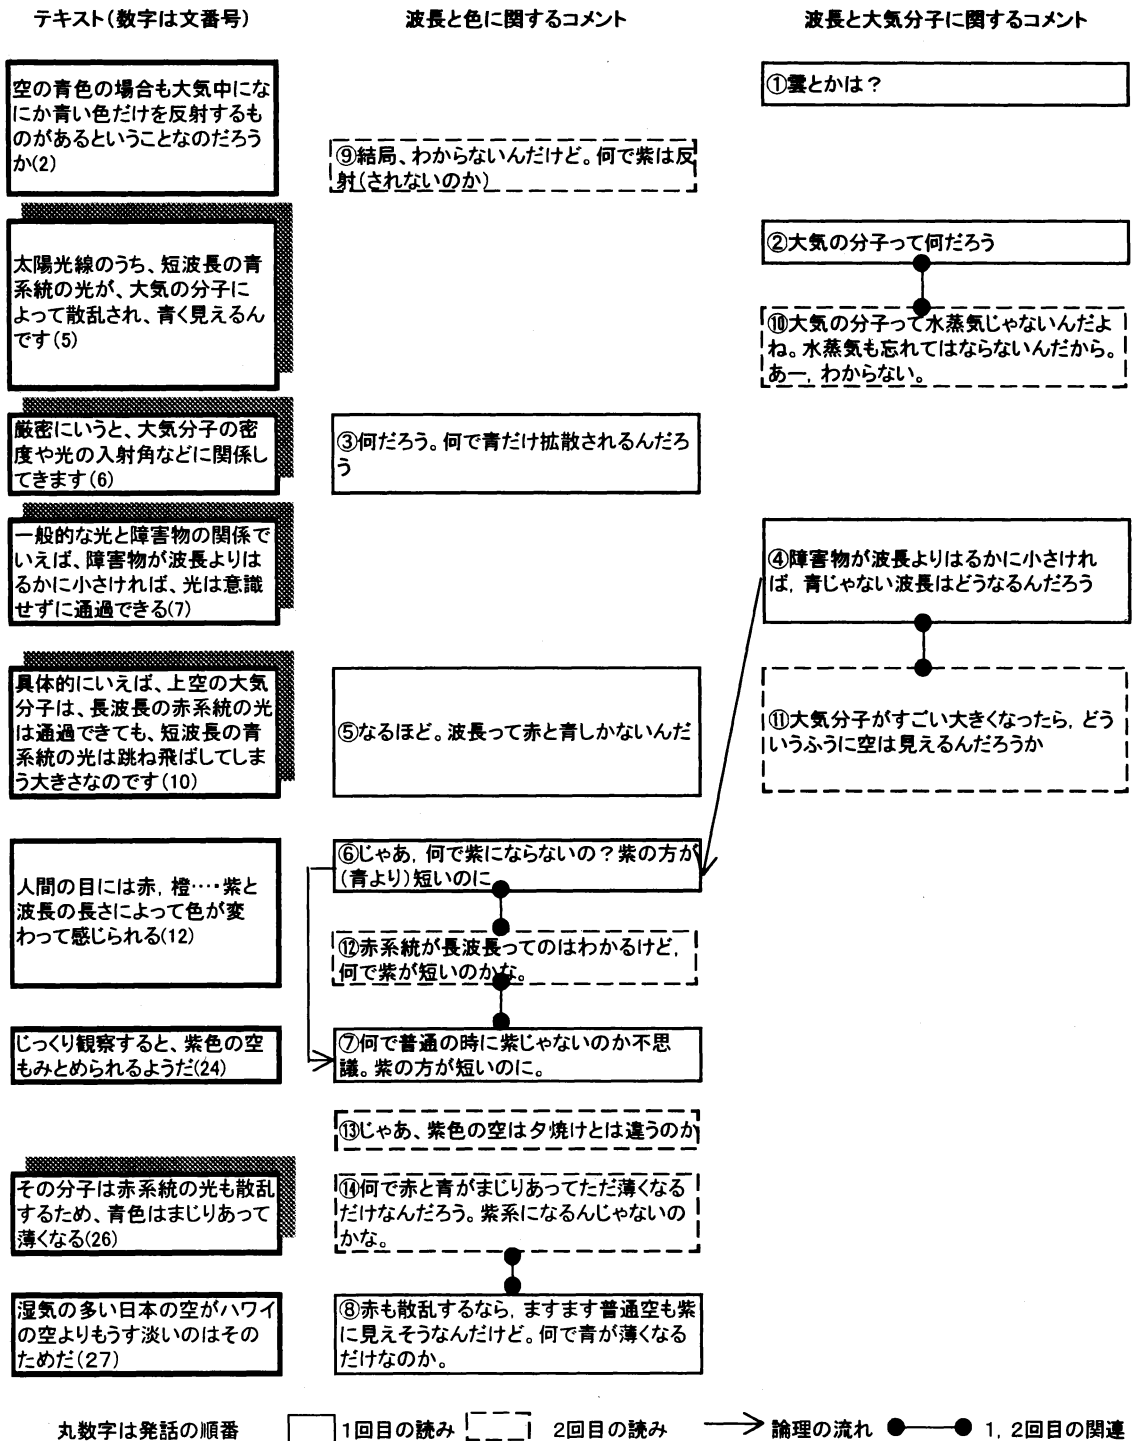 テキスト(数字は文番号)
波長と色に関するコメント
波長と大気分子に関するコメント
空の青色の場合も大気中にな
にか青い色だけを反射するも
のがあるということなのだろう
か(2)
①雲とかは？
⑨結局、わからないんだけど。何で紫は反
射(されないのか)
太陽光線のうち、短波長の青
系統の光が、大気の分子に
よって散乱され、青く見えるん
です(5)
②大気の分子って何だろう
⑩大気の分子って水蒸気じゃないんだよ
ね。水蒸気も忘れてはならないんだから。
あー，わからない。
厳密にいうと、大気分子の密
度や光の入射角などに関係し
てきます(6)
③何だろう。何で青だけ拡散されるんだろ
う
一般的な光と障害物の関係で
いえば、障害物が波長よりは
るかに小さければ、光は意識
せずに通過できる(7)
④障害物が波長よりはるかに小さけれ
ば，青じゃない波長はどうなるんだろう
具体的にいえば、上空の大気
分子は、長波長の赤系統の光
は通過できても、短波長の青
系統の光は跳ね飛ばしてしま
う大きさなのです(10)
⑤なるほど。波長って赤と青しかないんだ
⑪大気分子がすごい大きくなったら，どう
いうふうに空は見えるんだろうか
人間の目には赤，橙・・・・紫と
波長の長さによって色が変
わって感じられる(12)
⑥じゃあ，何で紫にならないの？紫の方が
(青より)短いのに
⑫赤系統が長波長ってのはわかるけど，
何で紫が短いのかな。
じっくり観察すると、紫色の空
もみとめられるようだ(24)
⑦何で普通の時に紫じゃないのか不思
議。紫の方が短いのに。
⑬じゃあ、紫色の空は夕焼けとは違うのか
その分子は赤系統の光も散乱
するため、青色はまじりあって
薄くなる(26)
⑭何で赤と青がまじりあってただ薄くなる
だけなんだろう。紫系になるんじゃないの
かな。
湿気の多い日本の空がハワイ
の空よりもうす淡いのはその
ためだ(27)
⑧赤も散乱するなら，ますます普通空も紫
に見えそうなんだけど。何で青が薄くなる
だけなのか。
丸数字は発話の順番 1回目の読み 2回目の読み 論理の流れ 1，2回目の関連